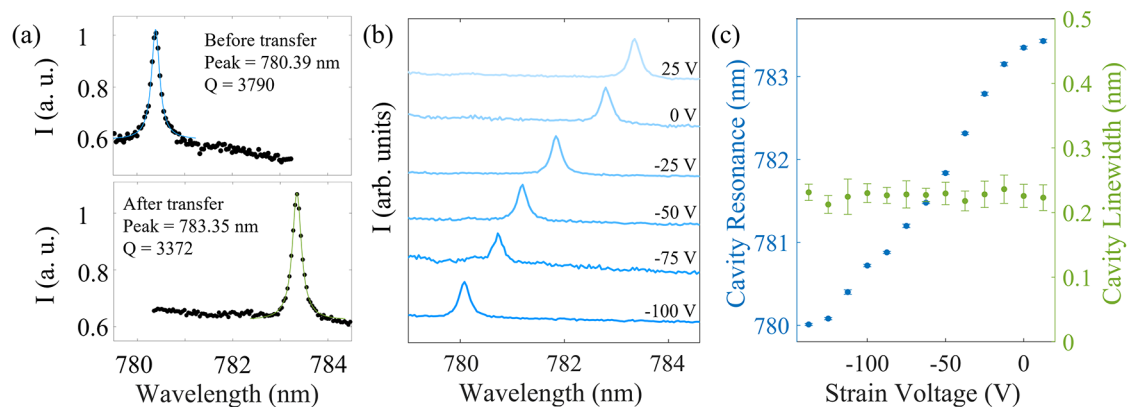 (a)
I (a. u.)
1
0.8
0.6
Before transfer
Peak = 780.39 nm
Q = 3790
I (a. u.)
1
0.8
0.6
After transfer
Peak = 783.35 nm
Q = 3372
780 782 784
Wavelength (nm)
(b)
I (arb. units)
25 V
0 V
-25 V
-50 V
-75 V
-100 V
780 782 784
Wavelength (nm)
(c)
Cavity Resonance (nm)
783
782
781
780
-100 -50 0
Strain Voltage (V)
0.5
0.4
0.3
0.2
0.1
0
Cavity Linewidth (nm)